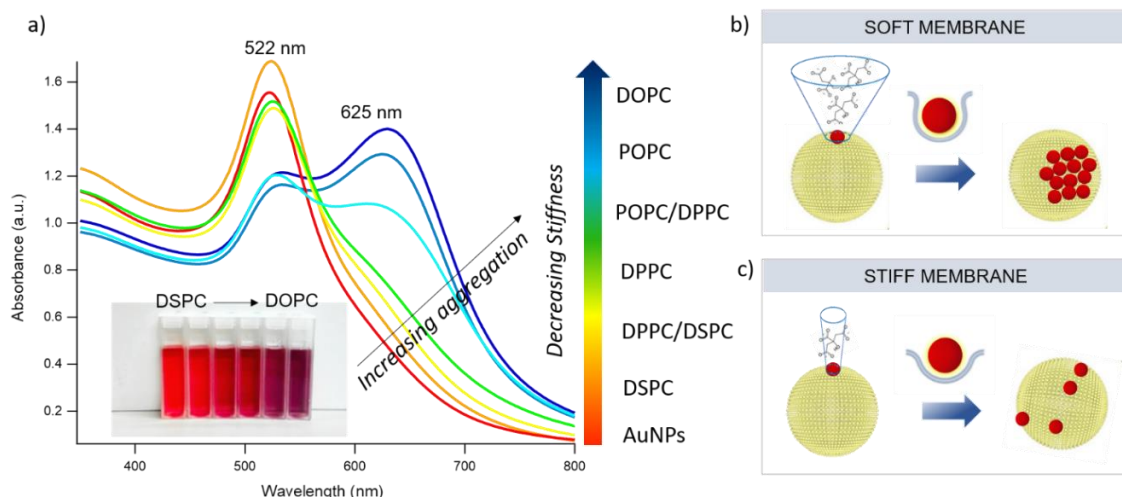 a)
522 nm
625 nm
1.6
1.4
1.2
1.0
0.8
0.6
0.4
0.2
Absorbance (a.u.)
400
500
600
700
800
Wavelength (nm)
DSPC → DOPC
Increasing aggregation
Decreasing Stiffness
DOPC
POPC
POPC/DPPC
DPPC
DPPC/DSPC
DSPC
AuNPs
b)
SOFT MEMBRANE
c)
STIFF MEMBRANE